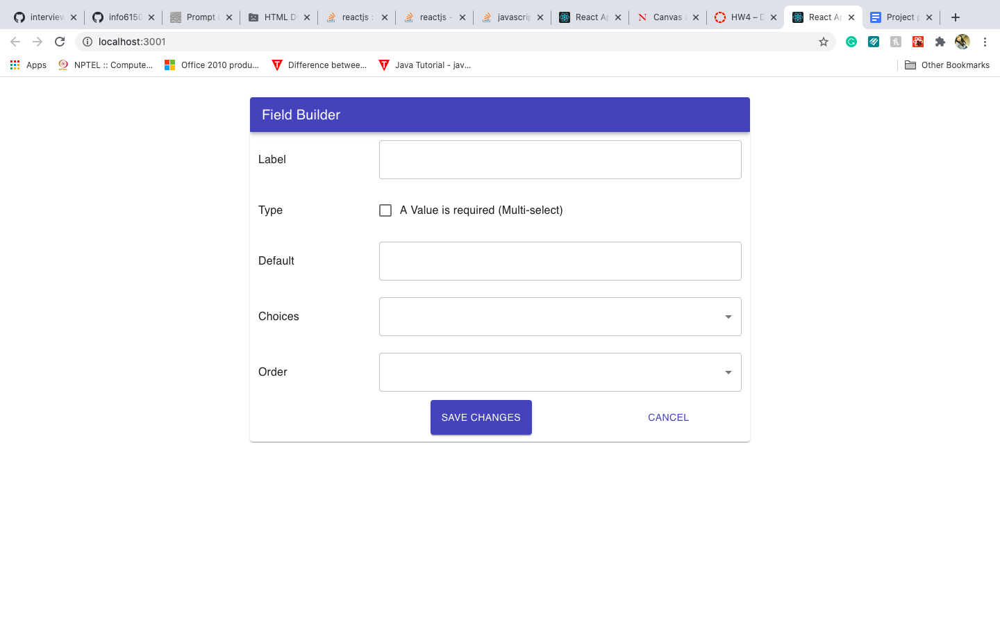 interview info6150 Prompt HTML D reactjs : reactjs - javascrip React Ap Canvas HW4 – D React Ap Project p
localhost:3001
Apps NPTEL :: Compute... Office 2010 produ... Difference betwee... Java Tutorial - jav... Other Bookmarks
Field Builder
Label
Type A Value is required (Multi-select)
Default
Choices
Order
SAVE CHANGES CANCEL